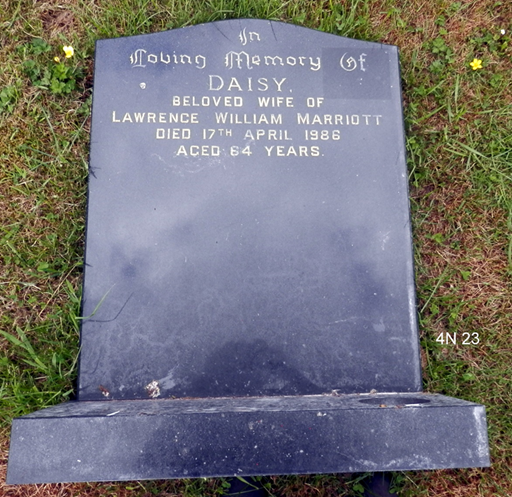 In
Loving Memory Of
DAISY,
BELOVED WIFE OF
LAWRENCE WILLIAM MARRIOTT
DIED 17TH APRIL 1986
AGED 64 YEARS.
4N 23